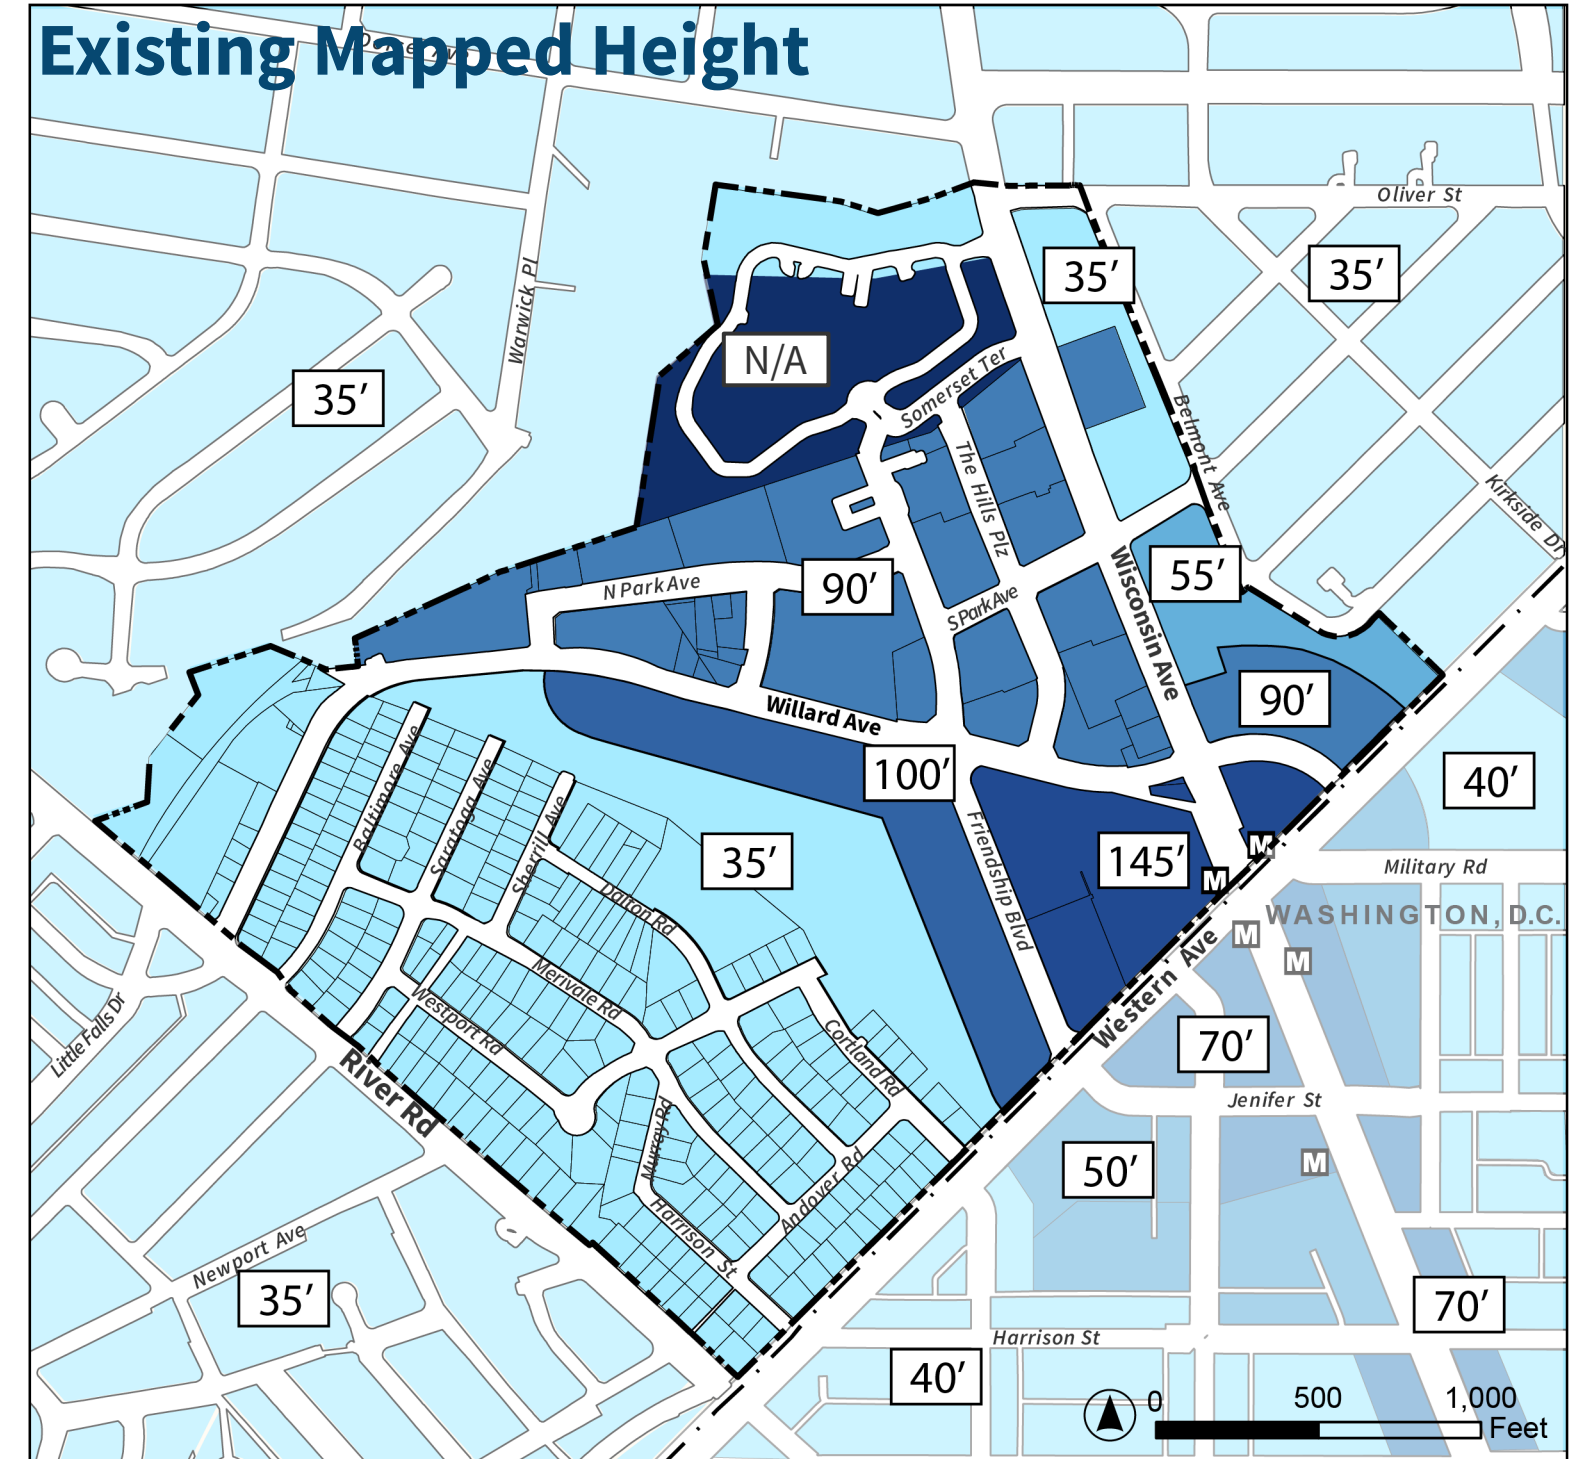 Existing Mapped Height
Dorset Ave
Oliver St
35′
35′
Warwick Pl
N/A
35′
Somerset Ter
Belmont Ave
The Hills Plz
Kirkside Dr
Wisconsin Ave
55′
N Park Ave
90′
S Park Ave
90′
Willard Ave
100′
40′
Baltimore Ave
Saratoga Ave
Sherrill Ave
35′
Friendship Blvd
145′
M
M
Military Rd
Dalton Rd
WASHINGTON, D.C.
M
M
Western Ave
Merivale Rd
Westport Rd
Little Falls Dr
Cortland Rd
River Rd
70′
Jenifer St
Murray Rd
50′
M
Andover Rd
Harrison St
Newport Ave
35′
70′
Harrison St
40′
0 500 1,000
Feet